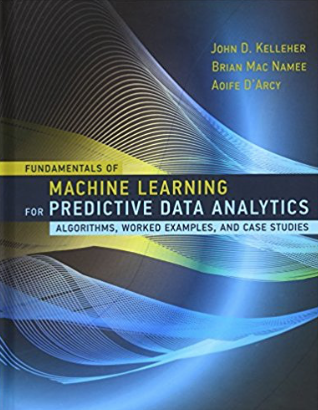 JOHN D. KELLEHER
BRIAN MAC NAMEE
AOIFE D'ARCY
FUNDAMENTALS OF
MACHINE LEARNING
FOR PREDICTIVE DATA ANALYTICS
ALGORITHMS, WORKED EXAMPLES, AND CASE STUDIES